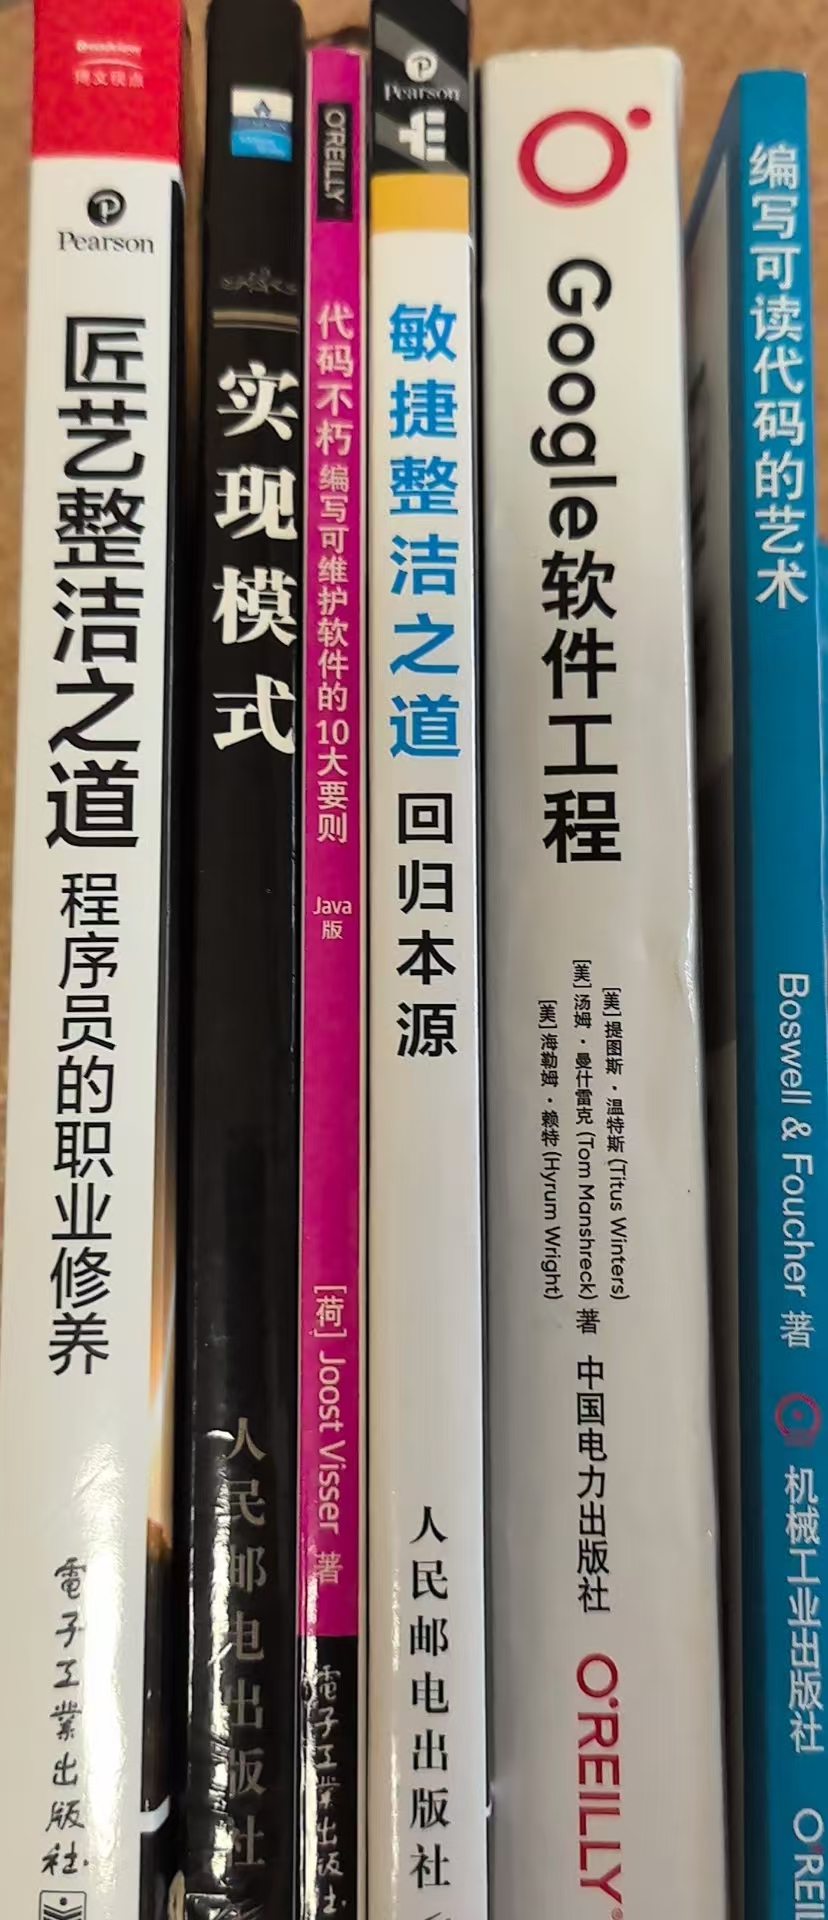 Broadview
博文视点
Pearson
匠艺整洁之道
程序员的职业修养
電子工業出版社
实现模式
人民邮电出版社
O'REILLY
代码不朽
编写可维护软件的10大要则
Java
版
[荷] Joost Visser 著
電子工業出版社
Pearson
敏捷整洁之道
回归本源
人民邮电出版社
Google软件工程
[美] 提图斯·温特斯 (Titus Winters)
[美] 汤姆·曼什雷克 (Tom Manshreck) 著
[美] 海勒姆·赖特 (Hyrum Wright)
中国电力出版社
O'REILLY
编写可读代码的艺术
Boswell & Foucher 著
机械工业出版社
O'REI